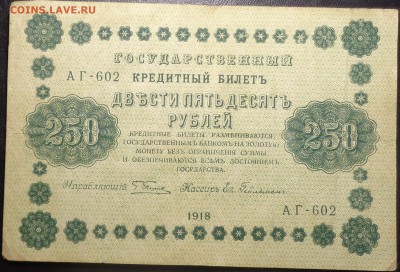 COINS.LAVE.RU
ГОСУДАРСТВЕННЫЙ
АГ-602 КРЕДИТНЫЙ БИЛЕТЪ
ДВѢСТИ ПЯТЬДЕСЯТЪ
РУБЛЕЙ
250 250
КРЕДИТНЫЕ БИЛЕТЫ РАЗМѢНИВАЮТСЯ
ГОСУДАРСТВЕННЫМЪ БАНКОМЪ НА ЗОЛОТУЮ
МОНЕТУ БЕЗЪ ОГРАНИЧЕНІЯ СУММЫ
И ОБЕЗПЕЧИВАЮТСЯ ВСѢМЪ ДОСТОЯНІЕМЪ
ГОСУДАРСТВА.
Управляющій Кассиръ
1918
АГ-602